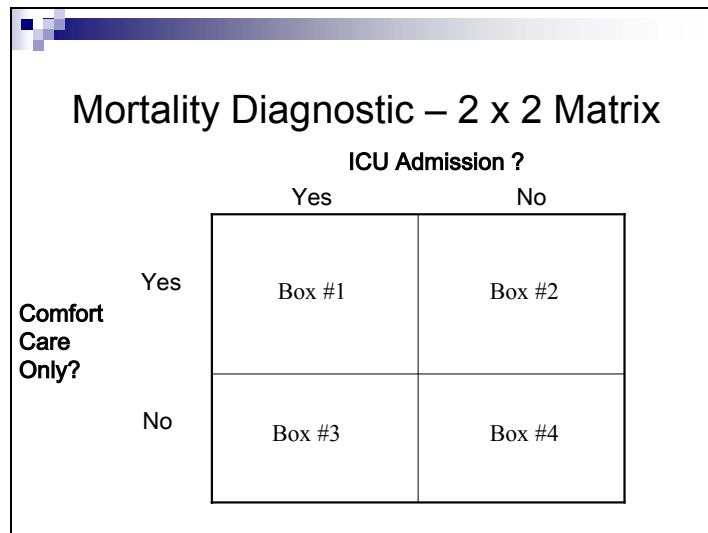 Mortality Diagnostic – 2 x 2 Matrix
ICU Admission ?
Yes No
Yes
Box #1 Box #2
Comfort
Care
Only?
No
Box #3 Box #4